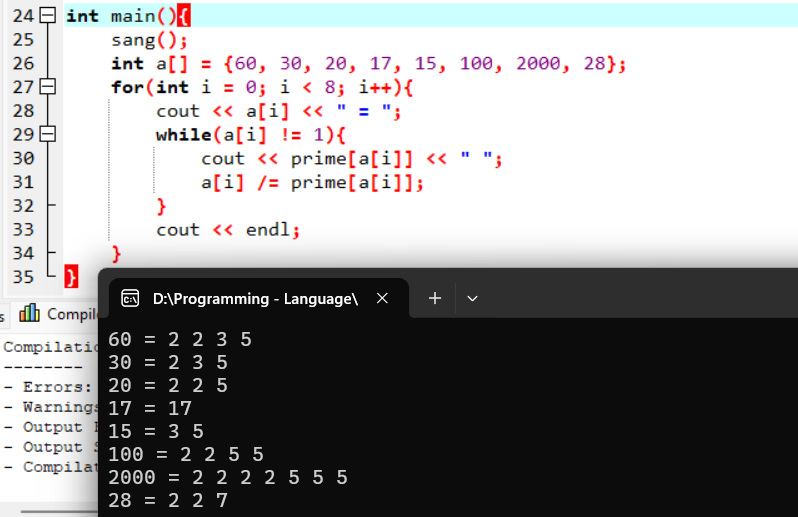 24 int main(){
25 sang();
26 int a[] = {60, 30, 20, 17, 15, 100, 2000, 28};
27 for(int i = 0; i < 8; i++){
28 cout << a[i] << " = ";
29 while(a[i] != 1){
30 cout << prime[a[i]] << " ";
31 a[i] /= prime[a[i]];
32 }
33 cout << endl;
34 }
35 }
s Compil
Compilatio
--------
- Errors:
- Warnings
- Output
- Output
- Compilat
D:\Programming - Language\ × +
60 = 2 2 3 5
30 = 2 3 5
20 = 2 2 5
17 = 17
15 = 3 5
100 = 2 2 5 5
2000 = 2 2 2 2 5 5 5
28 = 2 2 7